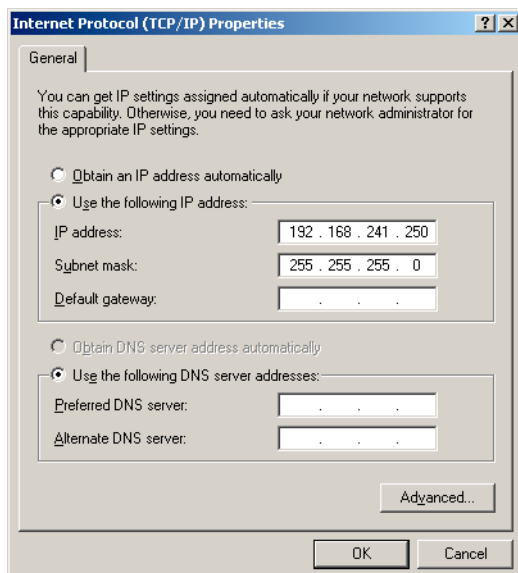 Internet Protocol (TCP/IP) Properties
General
You can get IP settings assigned automatically if your network supports
this capability. Otherwise, you need to ask your network administrator for
the appropriate IP settings.
Obtain an IP address automatically
Use the following IP address:
IP address: 192 . 168 . 241 . 250
Subnet mask: 255 . 255 . 255 . 0
Default gateway: . . .
Obtain DNS server address automatically
Use the following DNS server addresses:
Preferred DNS server: . . .
Alternate DNS server: . . .
Advanced...
OK Cancel